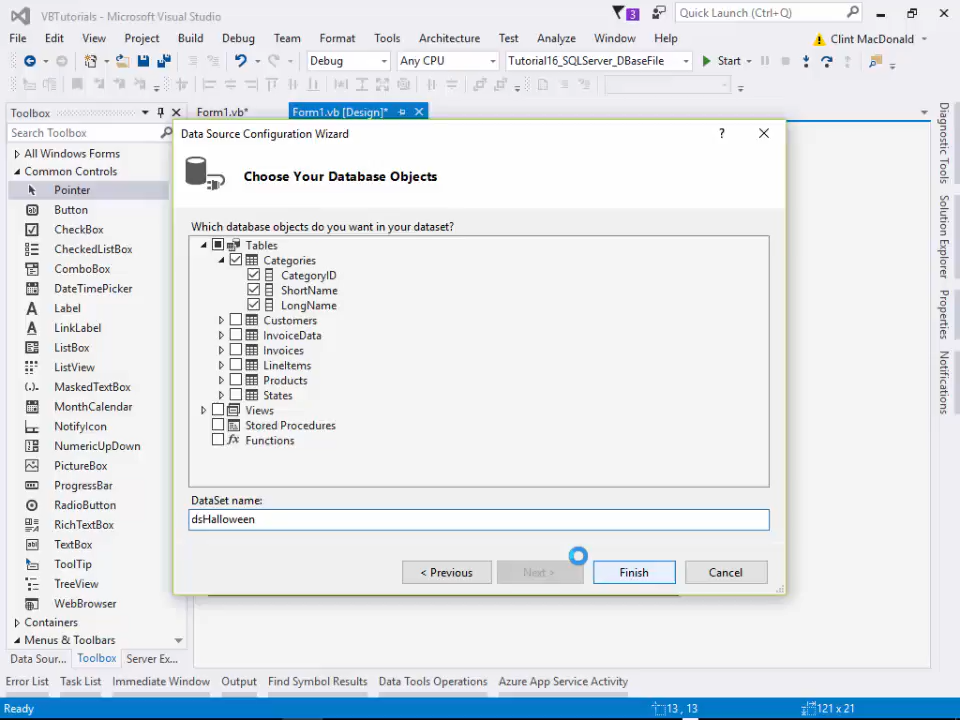 VBTutorials - Microsoft Visual Studio
3
Quick Launch (Ctrl+Q)
File Edit View Project Build Debug Team Format Tools Architecture Test Analyze Window Help
Clint MacDonald
Debug Any CPU Tutorial16_SQLServer_DBaseFile Start
Toolbox
Form1.vb*
Form1.vb [Design]*
Search Toolbox
All Windows Forms
Common Controls
Pointer
Button
CheckBox
CheckedListBox
ComboBox
DateTimePicker
Label
LinkLabel
ListBox
ListView
MaskedTextBox
MonthCalendar
NotifyIcon
NumericUpDown
PictureBox
ProgressBar
RadioButton
RichTextBox
TextBox
ToolTip
TreeView
WebBrowser
Containers
Menus & Toolbars
Data Sour... Toolbox Server Ex...
Data Source Configuration Wizard
?
Choose Your Database Objects
Which database objects do you want in your dataset?
Tables
Categories
CategoryID
ShortName
LongName
Customers
InvoiceData
Invoices
LineItems
Products
States
Views
Stored Procedures
fx Functions
DataSet name:
dsHalloween
< Previous
Next >
Finish
Cancel
Diagnostic Tools
Solution Explorer
Properties
Notifications
Error List Task List Immediate Window Output Find Symbol Results Data Tools Operations Azure App Service Activity
Ready
13 , 13
121 x 21